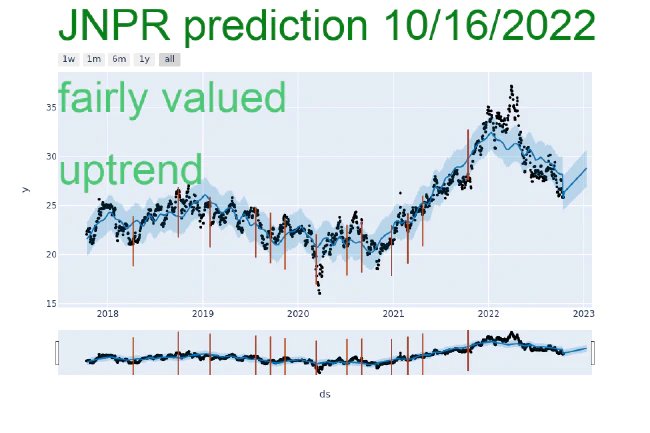 JNPR prediction 10/16/2022
1w 1m 6m 1y all
fairly valued
uptrend
y
35
30
25
20
15
2018 2019 2020 2021 2022 2023
ds